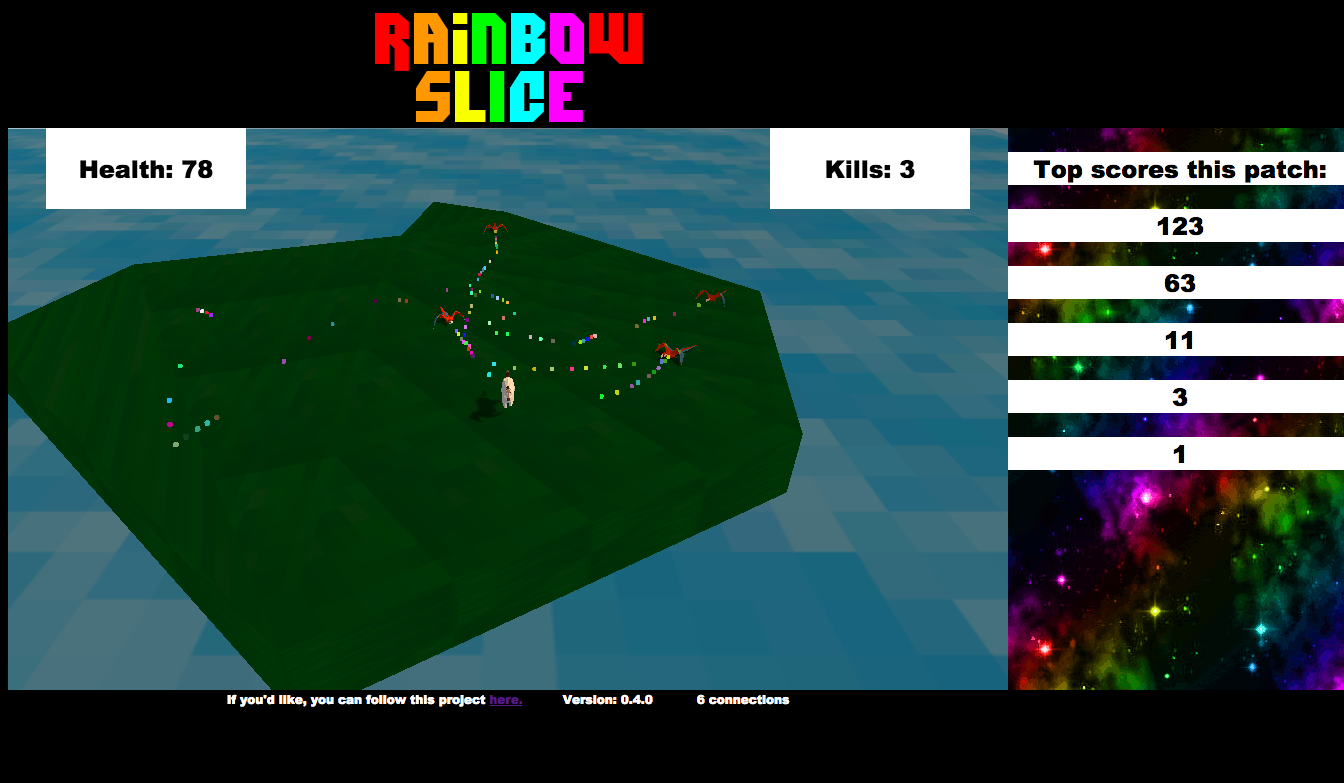 RAiNBOW
SLICE
Health: 78
Kills: 3
Top scores this patch:
123
63
11
3
1
If you'd like, you can follow this project here. Version: 0.4.0 6 connections